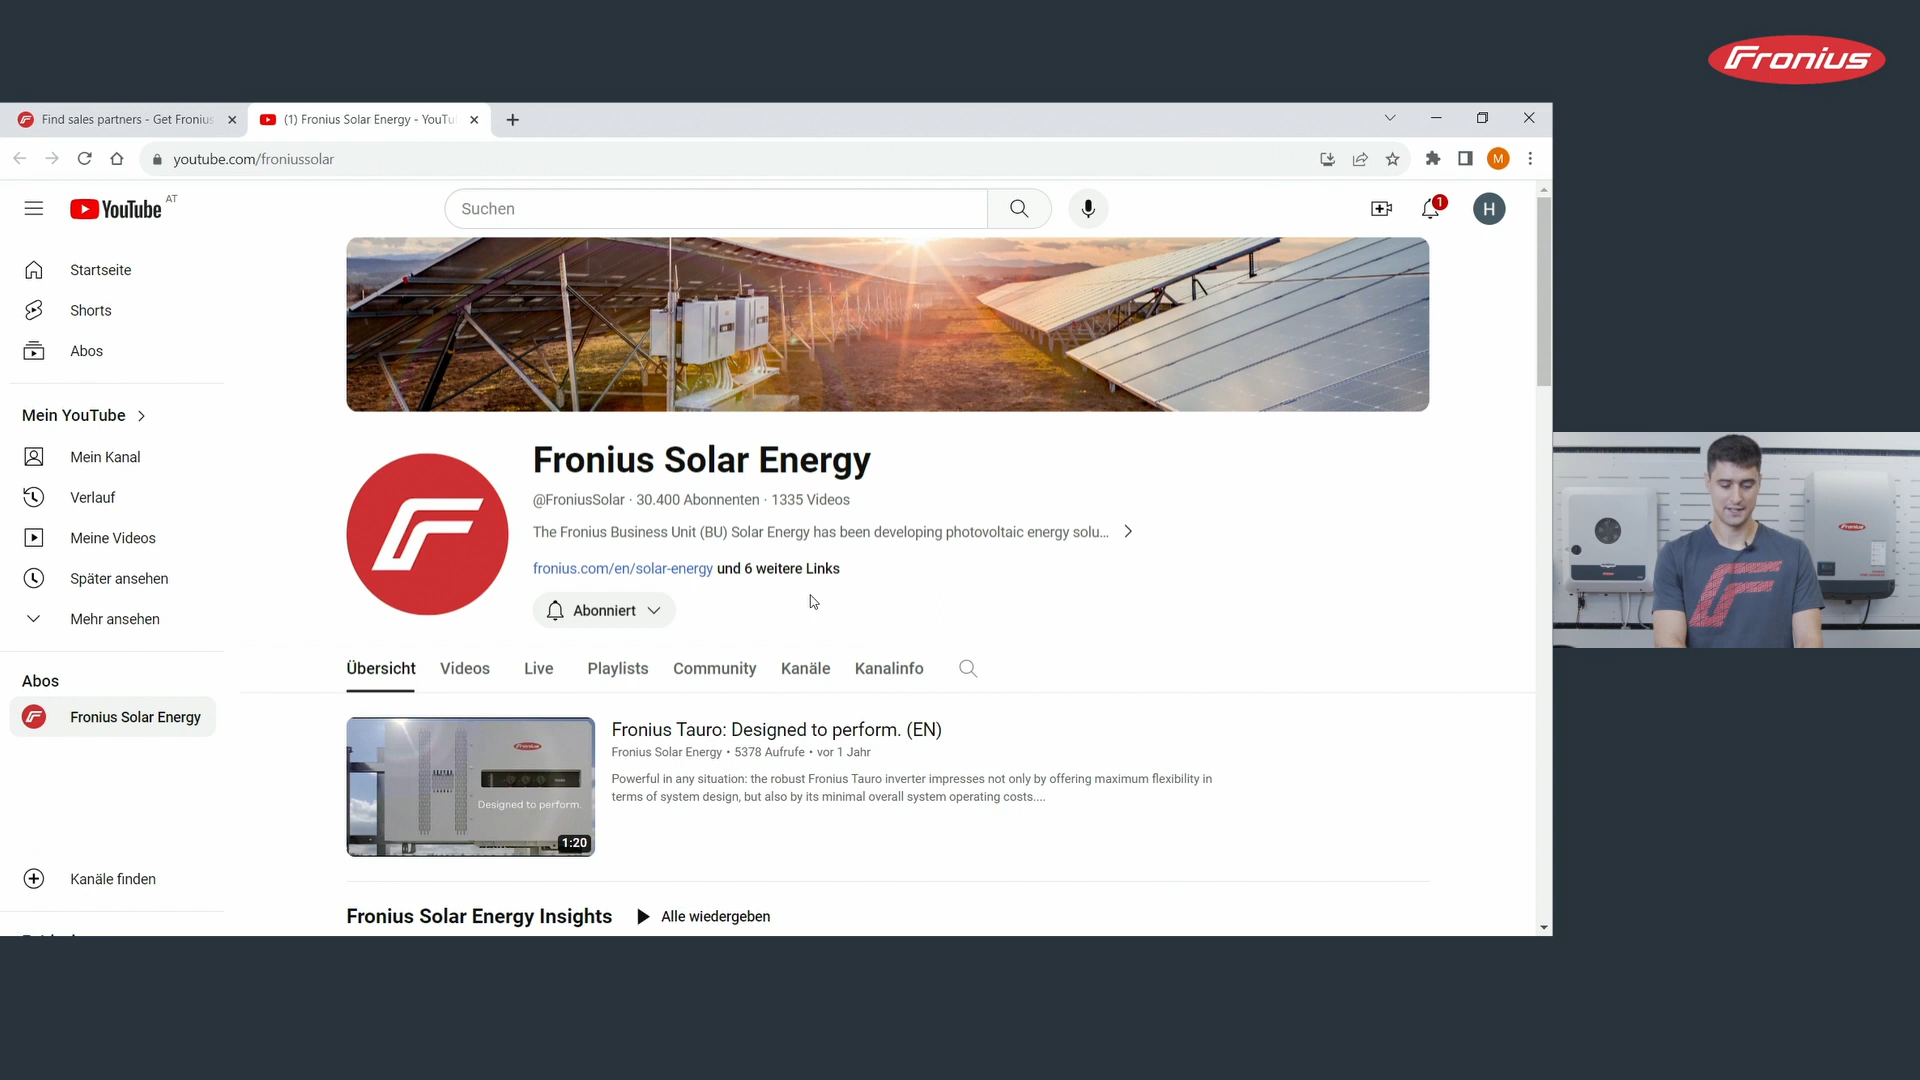 Fronius
Find sales partners - Get Fronius
(1) Fronius Solar Energy - YouTu
youtube.com/froniussolar
M
YouTube AT
Suchen
1
H
Startseite
Shorts
Abos
Mein YouTube
Mein Kanal
Verlauf
Meine Videos
Später ansehen
Mehr ansehen
Abos
Fronius Solar Energy
Kanäle finden
Fronius Solar Energy
@FroniusSolar · 30.400 Abonnenten · 1335 Videos
The Fronius Business Unit (BU) Solar Energy has been developing photovoltaic energy solu...
fronius.com/en/solar-energy und 6 weitere Links
Abonniert
Übersicht Videos Live Playlists Community Kanäle Kanalinfo
Fronius
Designed to perform.
1:20
Fronius Tauro: Designed to perform. (EN)
Fronius Solar Energy • 5378 Aufrufe • vor 1 Jahr
Powerful in any situation: the robust Fronius Tauro inverter impresses not only by offering maximum flexibility in
terms of system design, but also by its minimal overall system operating costs....
Fronius Solar Energy Insights Alle wiedergeben
Fronius